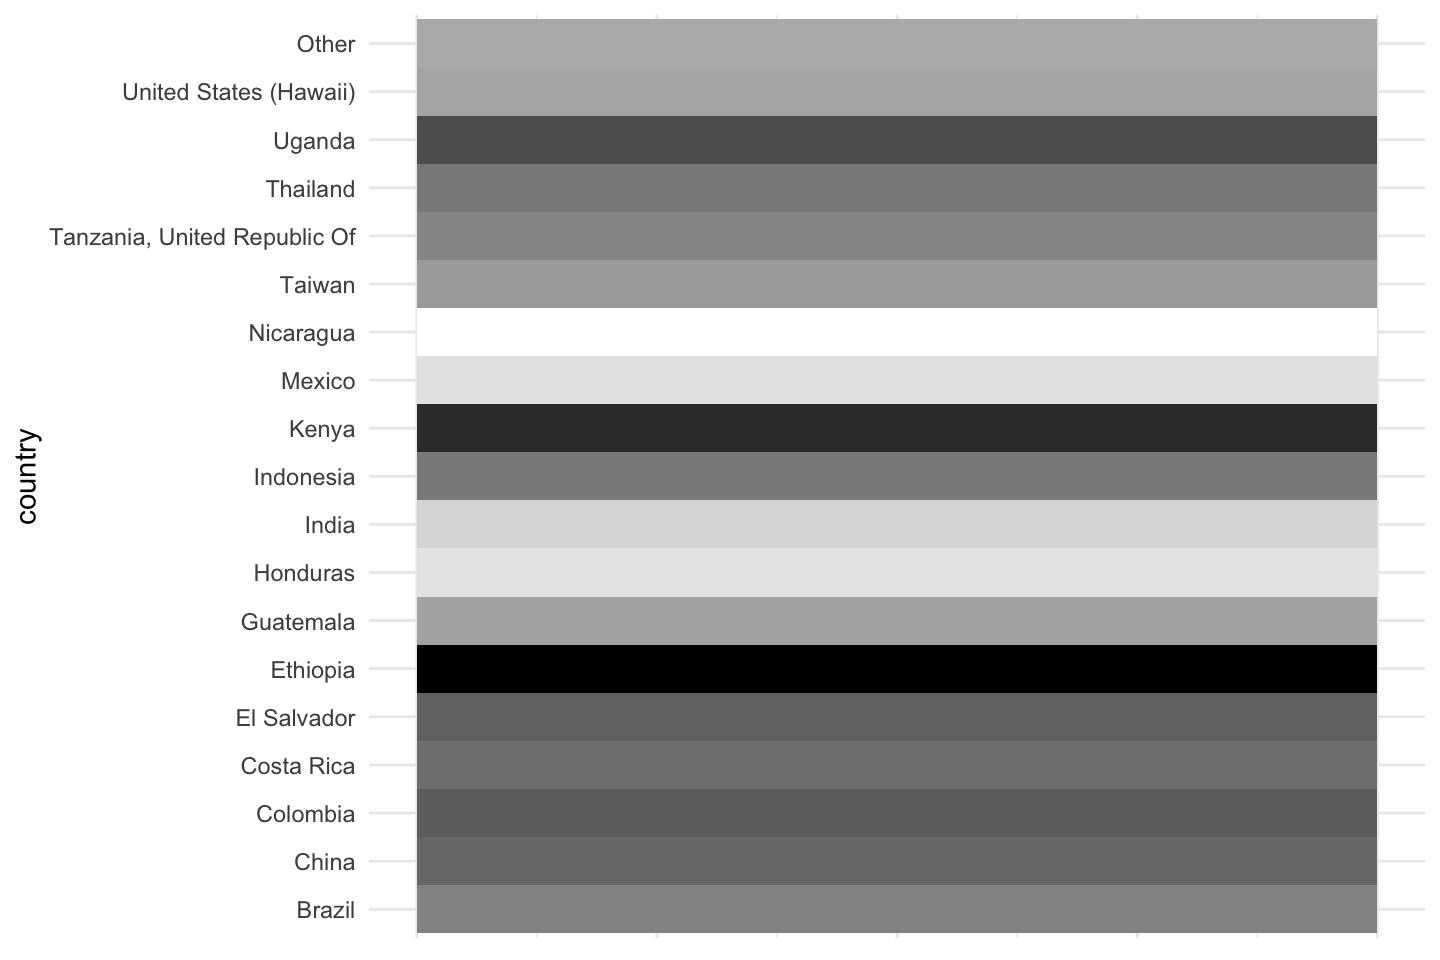 Other
United States (Hawaii)
Uganda
Thailand
Tanzania, United Republic Of
Taiwan
Nicaragua
Mexico
Kenya
Indonesia
India
Honduras
Guatemala
Ethiopia
El Salvador
Costa Rica
Colombia
China
Brazil
country